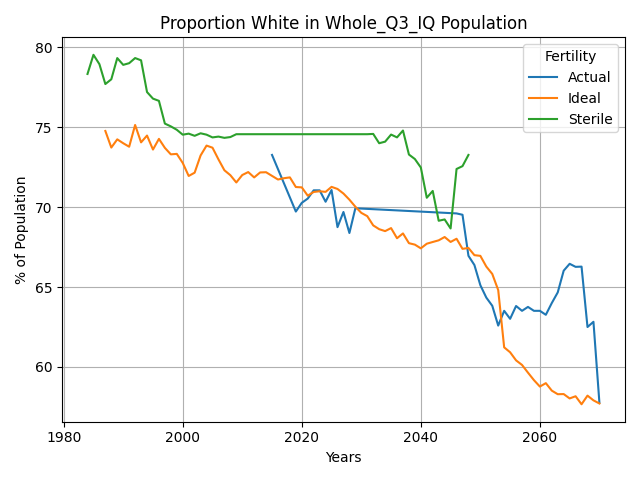 Proportion White in Whole_Q3_IQ Population
Fertility
Actual
Ideal
Sterile
% of Population
80
75
70
65
60
1980
2000
2020
2040
2060
Years